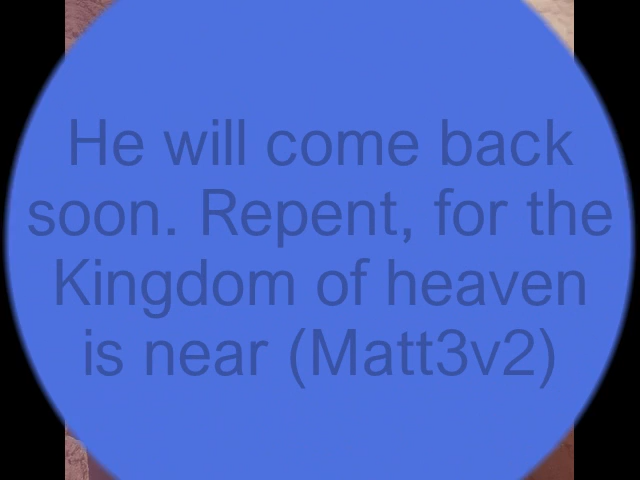 He will come back
soon. Repent, for the
Kingdom of heaven
is near (Matt3v2)